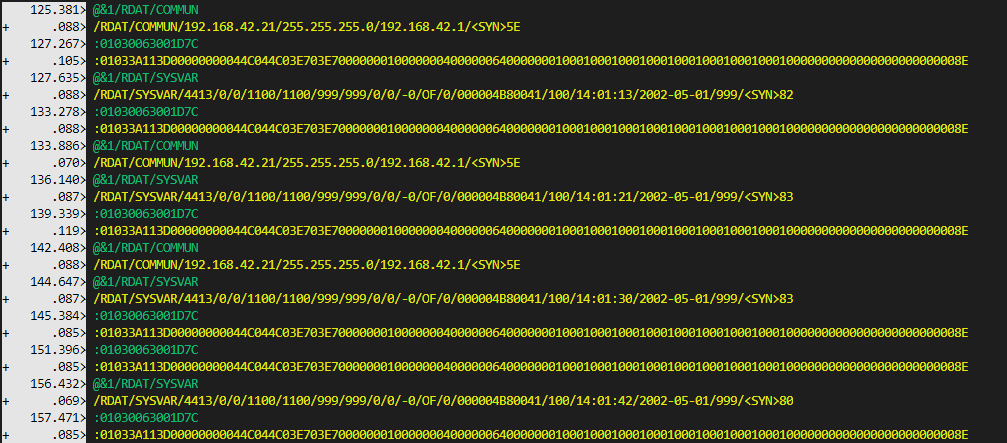 125.381> @&1/RDAT/COMMUN
+ .088> /RDAT/COMMUN/192.168.42.21/255.255.255.0/192.168.42.1/<SYN>5E
127.267> :01030063001D7C
+ .105> :01033A113D00000000044C044C03E703E700000001000000040000006400000001000100010001000100010001000100010000000000000000000000008E
127.635> @&1/RDAT/SYSVAR
+ .088> /RDAT/SYSVAR/4413/0/0/1100/1100/999/999/0/0/-0/OF/0/000004B80041/100/14:01:13/2002-05-01/999/<SYN>82
133.278> :01030063001D7C
+ .088> :01033A113D00000000044C044C03E703E700000001000000040000006400000001000100010001000100010001000100010000000000000000000000008E
133.886> @&1/RDAT/COMMUN
+ .070> /RDAT/COMMUN/192.168.42.21/255.255.255.0/192.168.42.1/<SYN>5E
136.140> @&1/RDAT/SYSVAR
+ .087> /RDAT/SYSVAR/4413/0/0/1100/1100/999/999/0/0/-0/OF/0/000004B80041/100/14:01:21/2002-05-01/999/<SYN>83
139.339> :01030063001D7C
+ .119> :01033A113D00000000044C044C03E703E700000001000000040000006400000001000100010001000100010001000100010000000000000000000000008E
142.408> @&1/RDAT/COMMUN
+ .088> /RDAT/COMMUN/192.168.42.21/255.255.255.0/192.168.42.1/<SYN>5E
144.647> @&1/RDAT/SYSVAR
+ .087> /RDAT/SYSVAR/4413/0/0/1100/1100/999/999/0/0/-0/OF/0/000004B80041/100/14:01:30/2002-05-01/999/<SYN>83
145.384> :01030063001D7C
+ .085> :01033A113D00000000044C044C03E703E700000001000000040000006400000001000100010001000100010001000100010000000000000000000000008E
151.396> :01030063001D7C
+ .085> :01033A113D00000000044C044C03E703E700000001000000040000006400000001000100010001000100010001000100010000000000000000000000008E
156.432> @&1/RDAT/SYSVAR
+ .069> /RDAT/SYSVAR/4413/0/0/1100/1100/999/999/0/0/-0/OF/0/000004B80041/100/14:01:42/2002-05-01/999/<SYN>80
157.471> :01030063001D7C
+ .085> :01033A113D00000000044C044C03E703E700000001000000040000006400000001000100010001000100010001000100010000000000000000000000008E